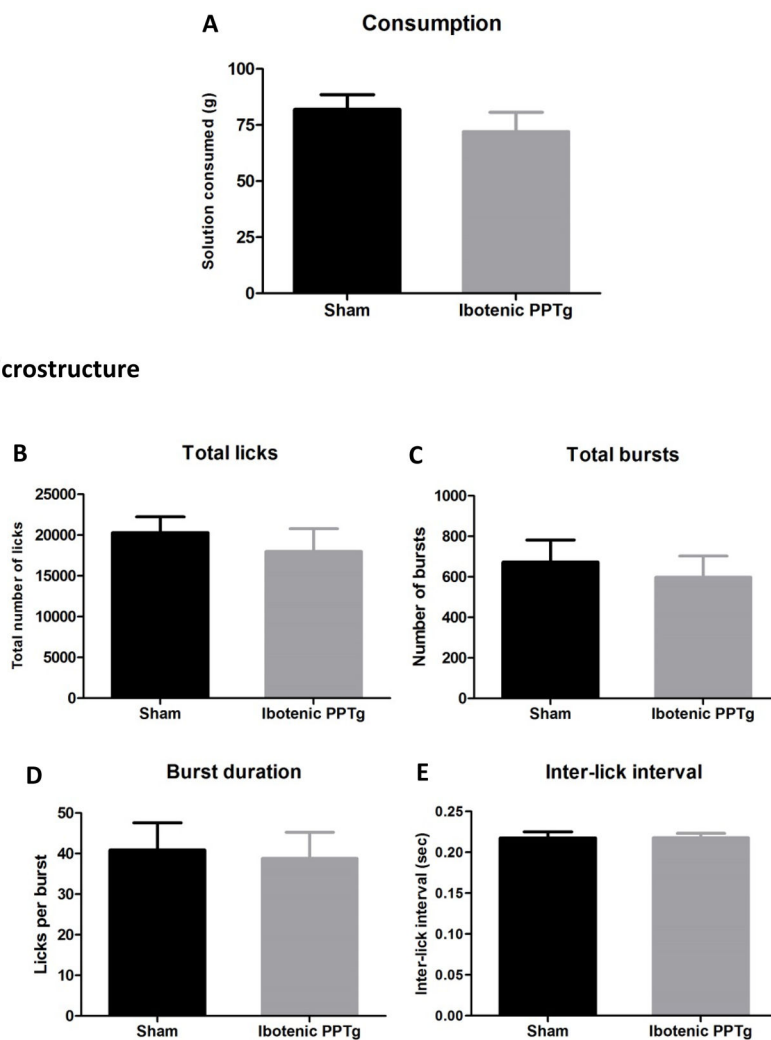 A Consumption
Solution consumed (g)
100
75
50
25
0
Sham Ibotenic PPTg
crostructure
B Total licks
Total number of licks
25000
20000
15000
10000
5000
0
Sham Ibotenic PPTg
C Total bursts
Number of bursts
1000
800
600
400
200
0
Sham Ibotenic PPTg
D Burst duration
Licks per burst
50
40
30
20
10
0
Sham Ibotenic PPTg
E Inter-lick interval
Inter-lick interval (sec)
0.25
0.20
0.15
0.10
0.05
0.00
Sham Ibotenic PPTg